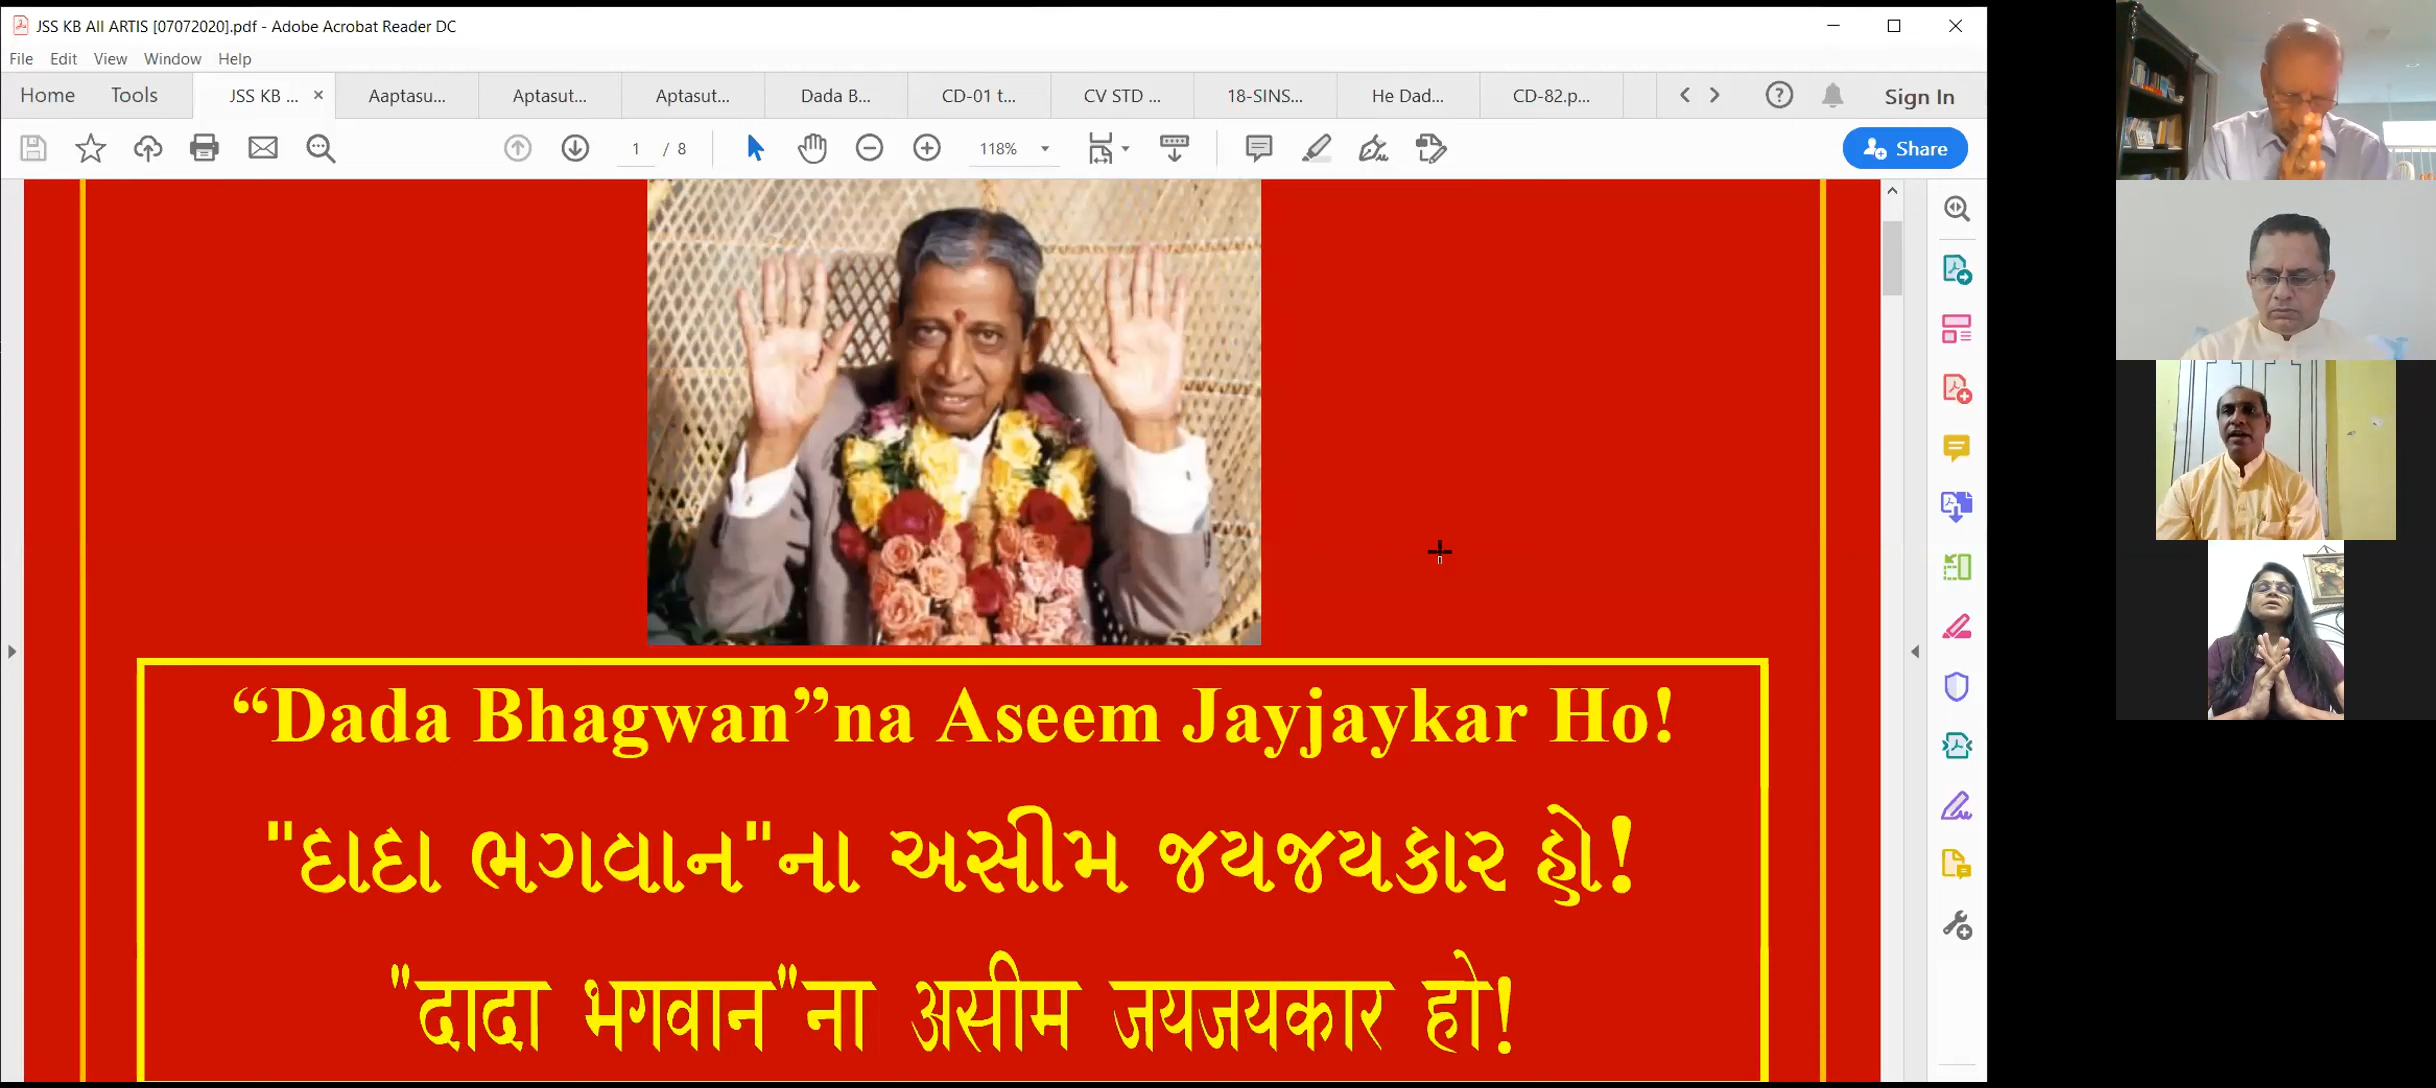 JSS KB All ARTIS [07072020].pdf - Adobe Acrobat Reader DC
File Edit View Window Help
Home Tools JSS KB ... × Aaptasu... Aptasut... Aptasut... Dada B... CD-01 t... CV STD ... 18-SINS... He Dad... CD-82.p... Sign In
1 / 8 118% Share
“Dada Bhagwan”na Aseem Jayjaykar Ho!
"દાદા ભગવાન"ના અસીમ જયજયકાર હો!
"दादा भगवान"ना असीम जयजयकार हो!